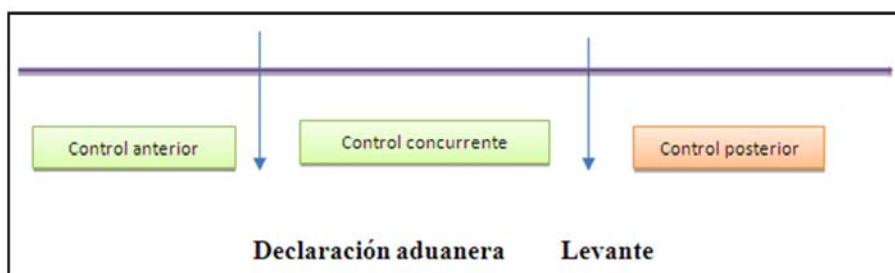 Control anterior
Control concurrente
Control posterior
Declaración aduanera
Levante